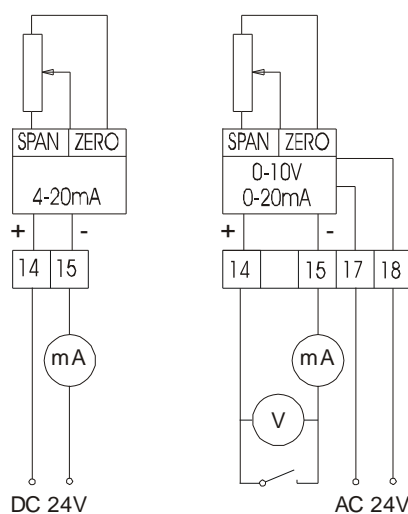 SPAN ZERO
4-20mA
+ -
14 15
mA
DC 24V
SPAN ZERO
0-10V
0-20mA
+ -
14 15 17 18
mA
V
AC 24V